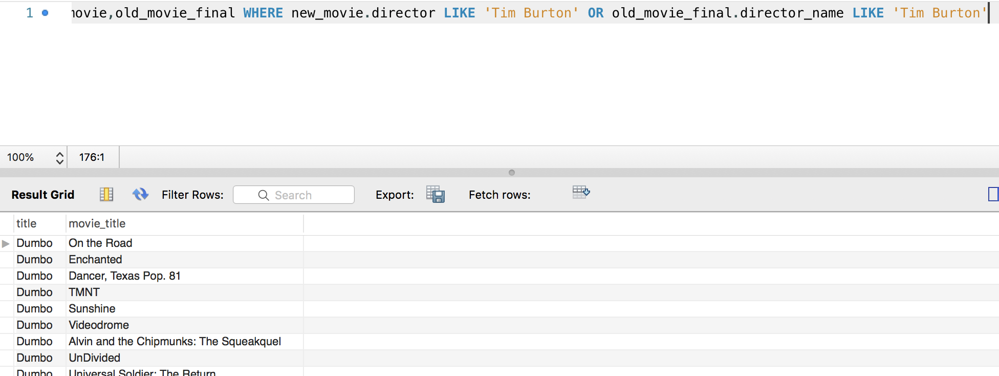 1 movie,old_movie_final WHERE new_movie.director LIKE 'Tim Burton' OR old_movie_final.director_name LIKE 'Tim Burton'
100% 176:1
Result Grid Filter Rows: Search Export: Fetch rows:
title movie_title
Dumbo On the Road
Dumbo Enchanted
Dumbo Dancer, Texas Pop. 81
Dumbo TMNT
Dumbo Sunshine
Dumbo Videodrome
Dumbo Alvin and the Chipmunks: The Squeakquel
Dumbo UnDivided
Dumbo Universal Soldier: The Return